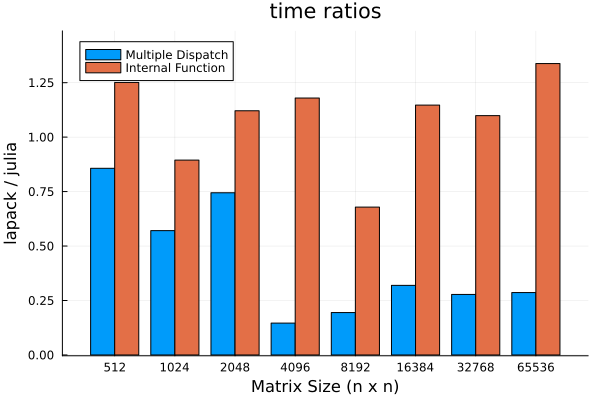 time ratios
Multiple Dispatch
Internal Function
lapack / julia
1.25
1.00
0.75
0.50
0.25
0.00
512 1024 2048 4096 8192 16384 32768 65536
Matrix Size (n x n)